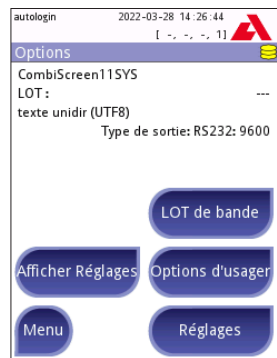 autologin 2022-03-28 14:26:44
[ -, -, -, 1]
Options
CombiScreen11SYS
LOT : ---
texte unidir (UTF8)
Type de sortie: RS232: 9600
LOT de bande
Afficher Réglages Options d'usager
Menu Réglages